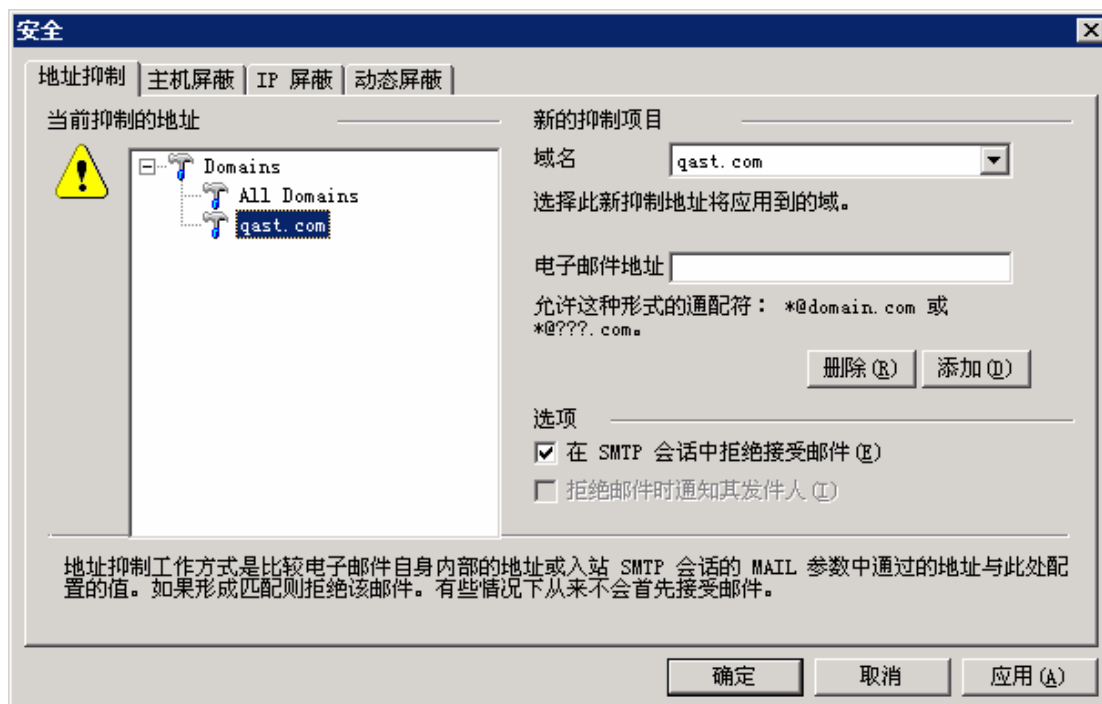 安全
地址抑制 主机屏蔽 IP 屏蔽 动态屏蔽
当前抑制的地址
Domains
All Domains
qast.com
新的抑制项目
域名 qast.com
选择此新抑制地址将应用到的域。
电子邮件地址
允许这种形式的通配符: *@domain.com 或
*@???.com。
删除(R) 添加(D)
选项
在 SMTP 会话中拒绝接受邮件(E)
拒绝邮件时通知其发件人(I)
地址抑制工作方式是比较电子邮件自身内部的地址或入站 SMTP 会话的 MAIL 参数中通过的地址与此处配
置的值。如果形成匹配则拒绝该邮件。有些情况下从来不会首先接受邮件。
确定 取消 应用(A)